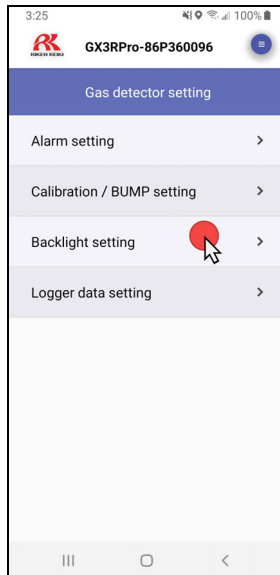 3:25
100%
RIKEN KEIKI
GX3RPro-86P360096
Gas detector setting
Alarm setting
Calibration / BUMP setting
Backlight setting
Logger data setting